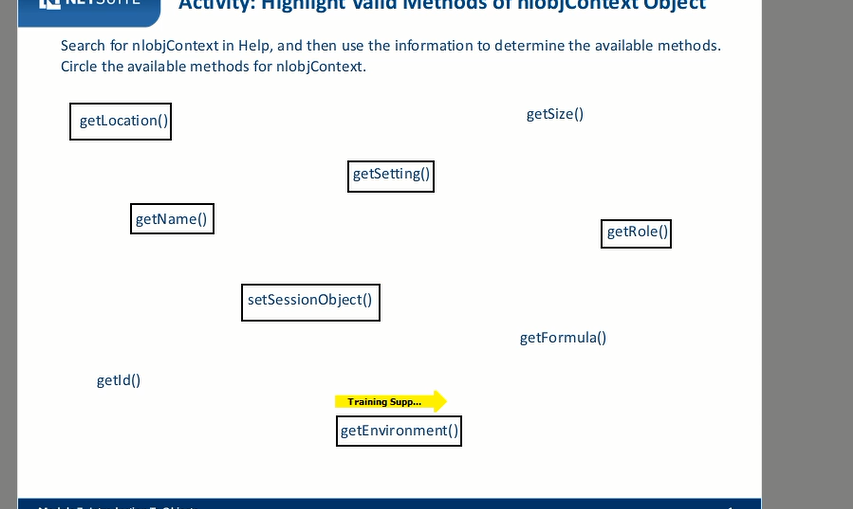 NETSUITE
Activity: Highlight Valid Methods of nlobjContext Object
Search for nlobjContext in Help, and then use the information to determine the available methods.
Circle the available methods for nlobjContext.
getLocation()
getSize()
getSetting()
getName()
getRole()
setSessionObject()
getFormula()
getId()
Training Supp...
getEnvironment()